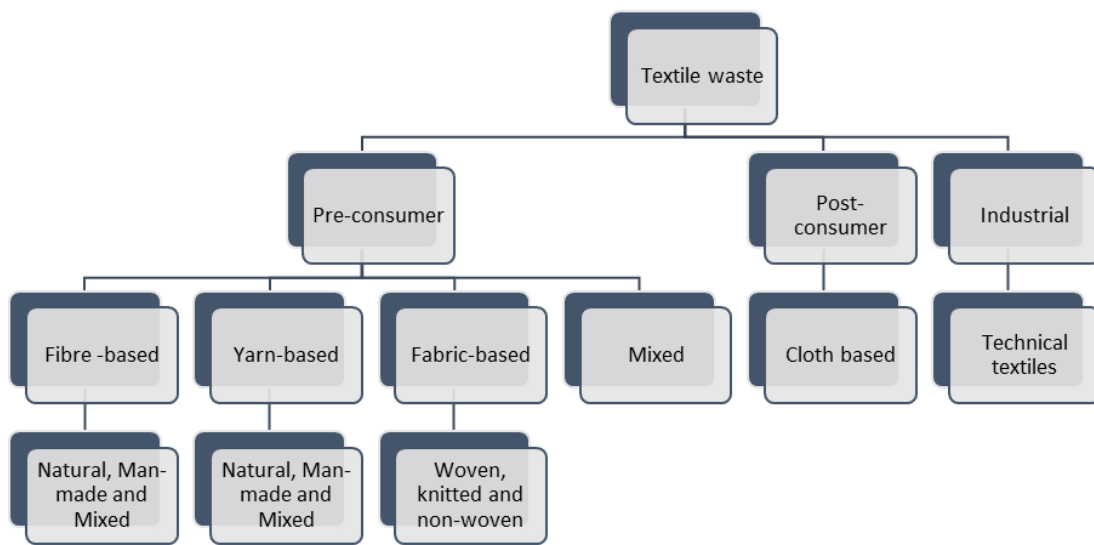 Textile waste
Pre-consumer
Post-
consumer
Industrial
Fibre -based
Yarn-based
Fabric-based
Mixed
Cloth based
Technical
textiles
Natural, Man-
made and
Mixed
Natural, Man-
made and
Mixed
Woven,
knitted and
non-woven